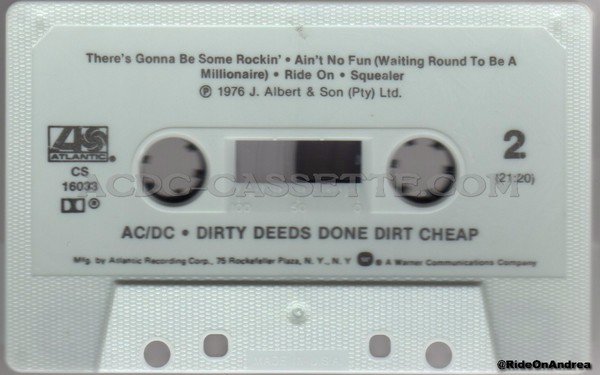 There's Gonna Be Some Rockin' • Ain't No Fun (Waiting Round To Be A
Millionaire) • Ride On • Squealer
℗ 1976 J. Albert & Son (Pty) Ltd.
ATLANTIC®
CS
16033
®
2
(21:20)
ACDC-CASSETTE.COM
AC/DC • DIRTY DEEDS DONE DIRT CHEAP
Mfg. by Atlantic Recording Corp., 75 Rockefeller Plaza, N. Y., N. Y ® A Warner Communications Company
@RideOnAndrea